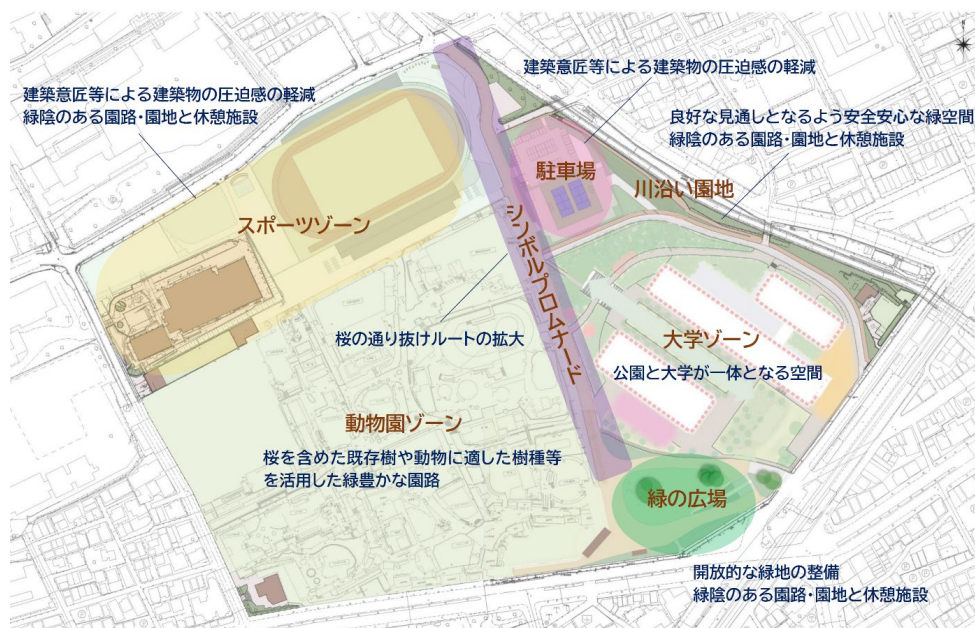 N
建築意匠等による建築物の圧迫感の軽減
建築意匠等による建築物の圧迫感の軽減
緑陰のある園路・園地と休憩施設
良好な見通しとなるよう安全安心な緑空間
緑陰のある園路・園地と休憩施設
駐車場
川沿い園地
スポーツゾーン
シンボルプロムナード
桜の通り抜けルートの拡大
大学ゾーン
公園と大学が一体となる空間
動物園ゾーン
桜を含めた既存樹や動物に適した樹種等
を活用した緑豊かな園路
緑の広場
開放的な緑地の整備
緑陰のある園路・園地と休憩施設